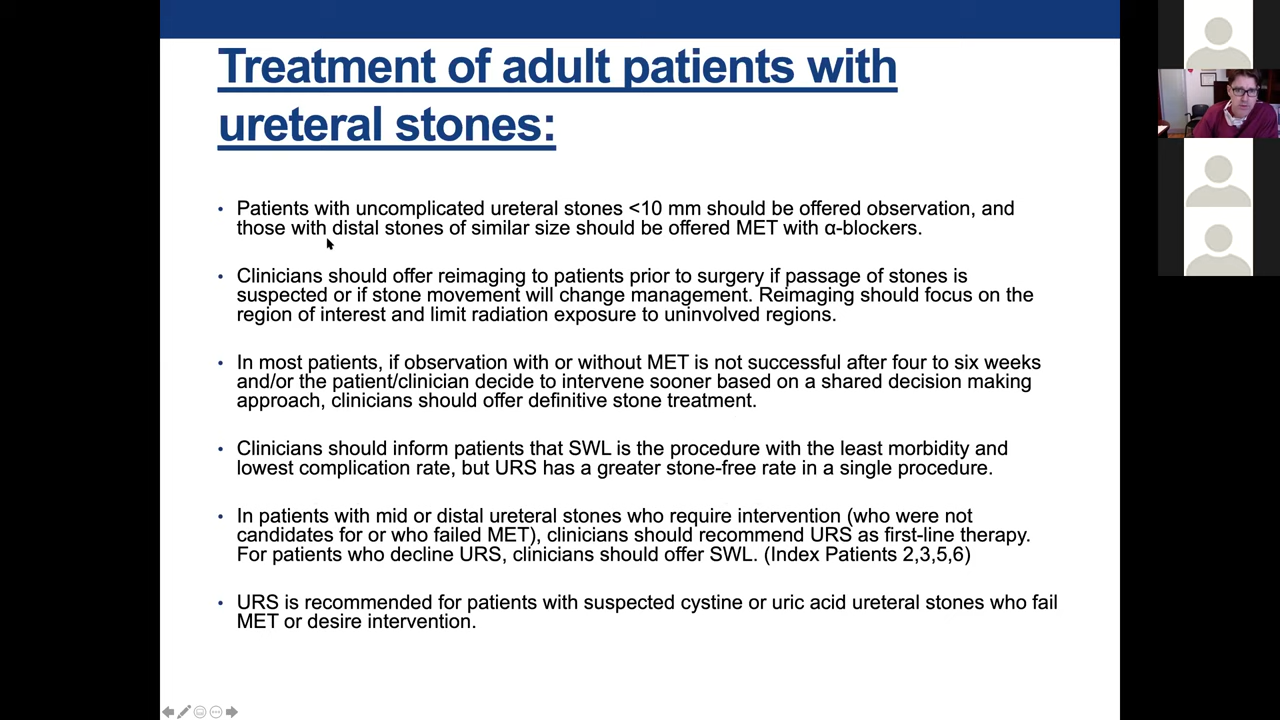 Treatment of adult patients with
ureteral stones:
• Patients with uncomplicated ureteral stones <10 mm should be offered observation, and
those with distal stones of similar size should be offered MET with α-blockers.
• Clinicians should offer reimaging to patients prior to surgery if passage of stones is
suspected or if stone movement will change management. Reimaging should focus on the
region of interest and limit radiation exposure to uninvolved regions.
• In most patients, if observation with or without MET is not successful after four to six weeks
and/or the patient/clinician decide to intervene sooner based on a shared decision making
approach, clinicians should offer definitive stone treatment.
• Clinicians should inform patients that SWL is the procedure with the least morbidity and
lowest complication rate, but URS has a greater stone-free rate in a single procedure.
• In patients with mid or distal ureteral stones who require intervention (who were not
candidates for or who failed MET), clinicians should recommend URS as first-line therapy.
For patients who decline URS, clinicians should offer SWL. (Index Patients 2,3,5,6)
• URS is recommended for patients with suspected cystine or uric acid ureteral stones who fail
MET or desire intervention.